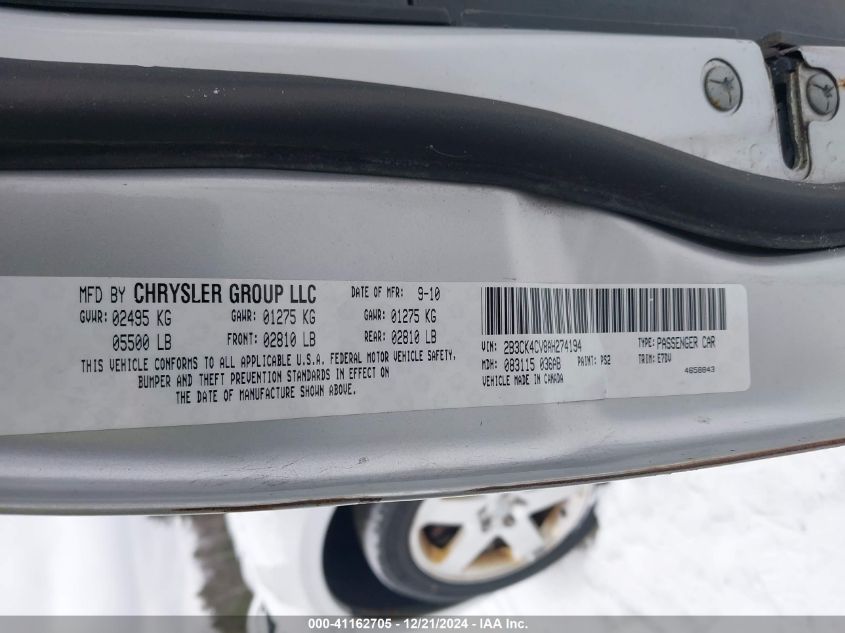 MFD BY CHRYSLER GROUP LLC DATE OF MFR: 9-10
GVWR: 02495 KG GAWR: 01275 KG GAWR: 01275 KG
05500 LB FRONT: 02810 LB REAR: 02810 LB
THIS VEHICLE CONFORMS TO ALL APPLICABLE U.S.A. FEDERAL MOTOR VEHICLE SAFETY,
BUMPER AND THEFT PREVENTION STANDARDS IN EFFECT ON
THE DATE OF MANUFACTURE SHOWN ABOVE.
VIN: 2B3CK4CV8AH274194 TYPE: PASSENGER CAR
MDH: 083115 036AB PAINT: PS2 TRIM: E7DV
VEHICLE MADE IN CANADA 4658843
000-41162705 - 12/21/2024 - IAA Inc.